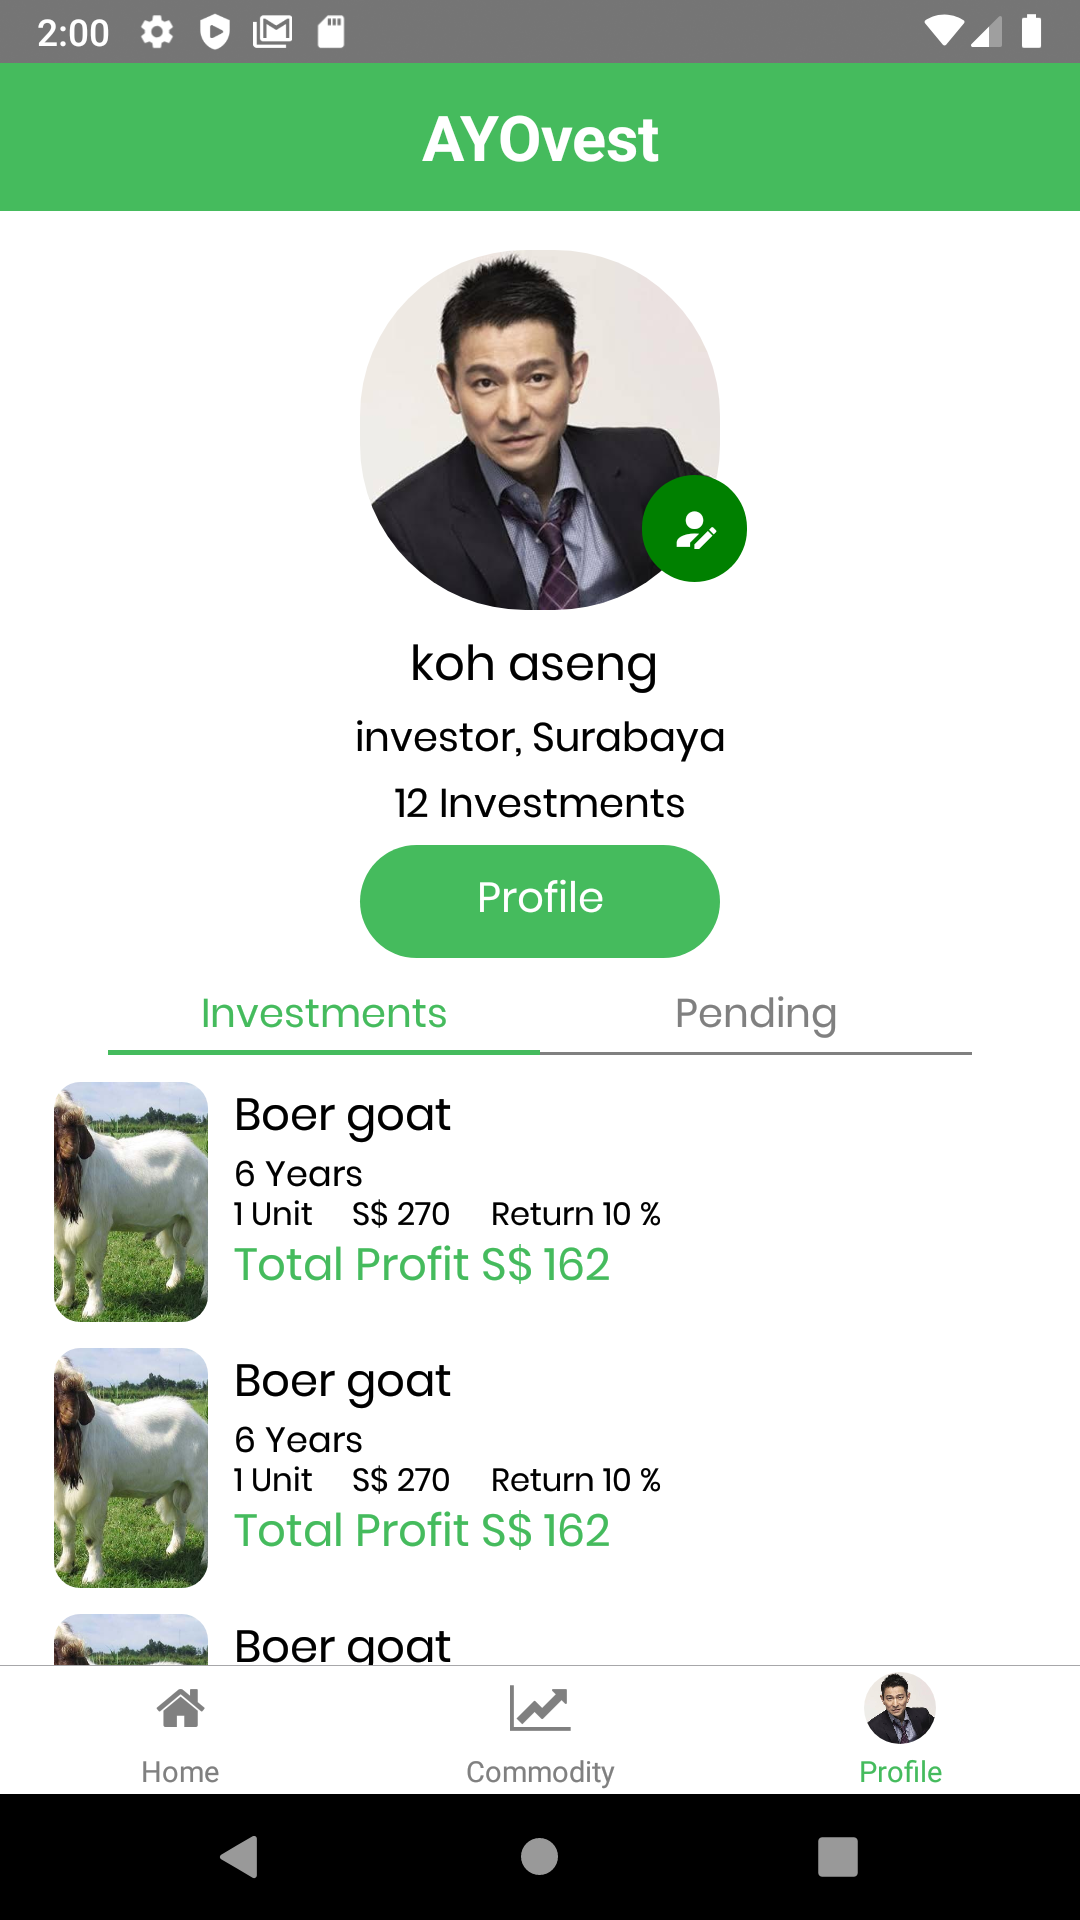 2:00
AYOvest
koh aseng
investor, Surabaya
12 Investments
Profile
Investments Pending
Boer goat
6 Years
1 Unit S$ 270 Return 10 %
Total Profit S$ 162
Boer goat
6 Years
1 Unit S$ 270 Return 10 %
Total Profit S$ 162
Boer goat
Home Commodity Profile